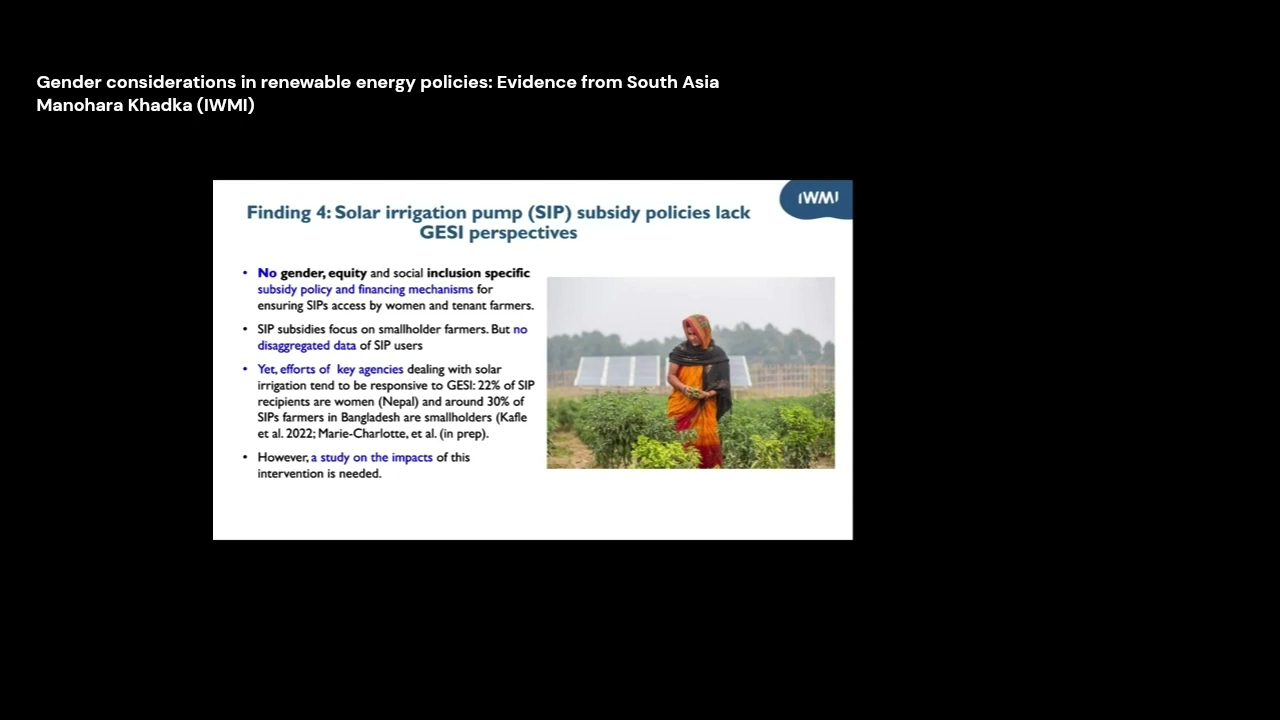 Gender considerations in renewable energy policies: Evidence from South Asia
Manohara Khadka (IWMI)
IWMI
Finding 4: Solar irrigation pump (SIP) subsidy policies lack
GESI perspectives
• No gender, equity and social inclusion specific
subsidy policy and financing mechanisms for
ensuring SIPs access by women and tenant farmers.
• SIP subsidies focus on smallholder farmers. But no
disaggregated data of SIP users
• Yet, efforts of key agencies dealing with solar
irrigation tend to be responsive to GESI: 22% of SIP
recipients are women (Nepal) and around 30% of
SIPs farmers in Bangladesh are smallholders (Kafle
et al. 2022; Marie-Charlotte, et al. (in prep).
• However, a study on the impacts of this
intervention is needed.